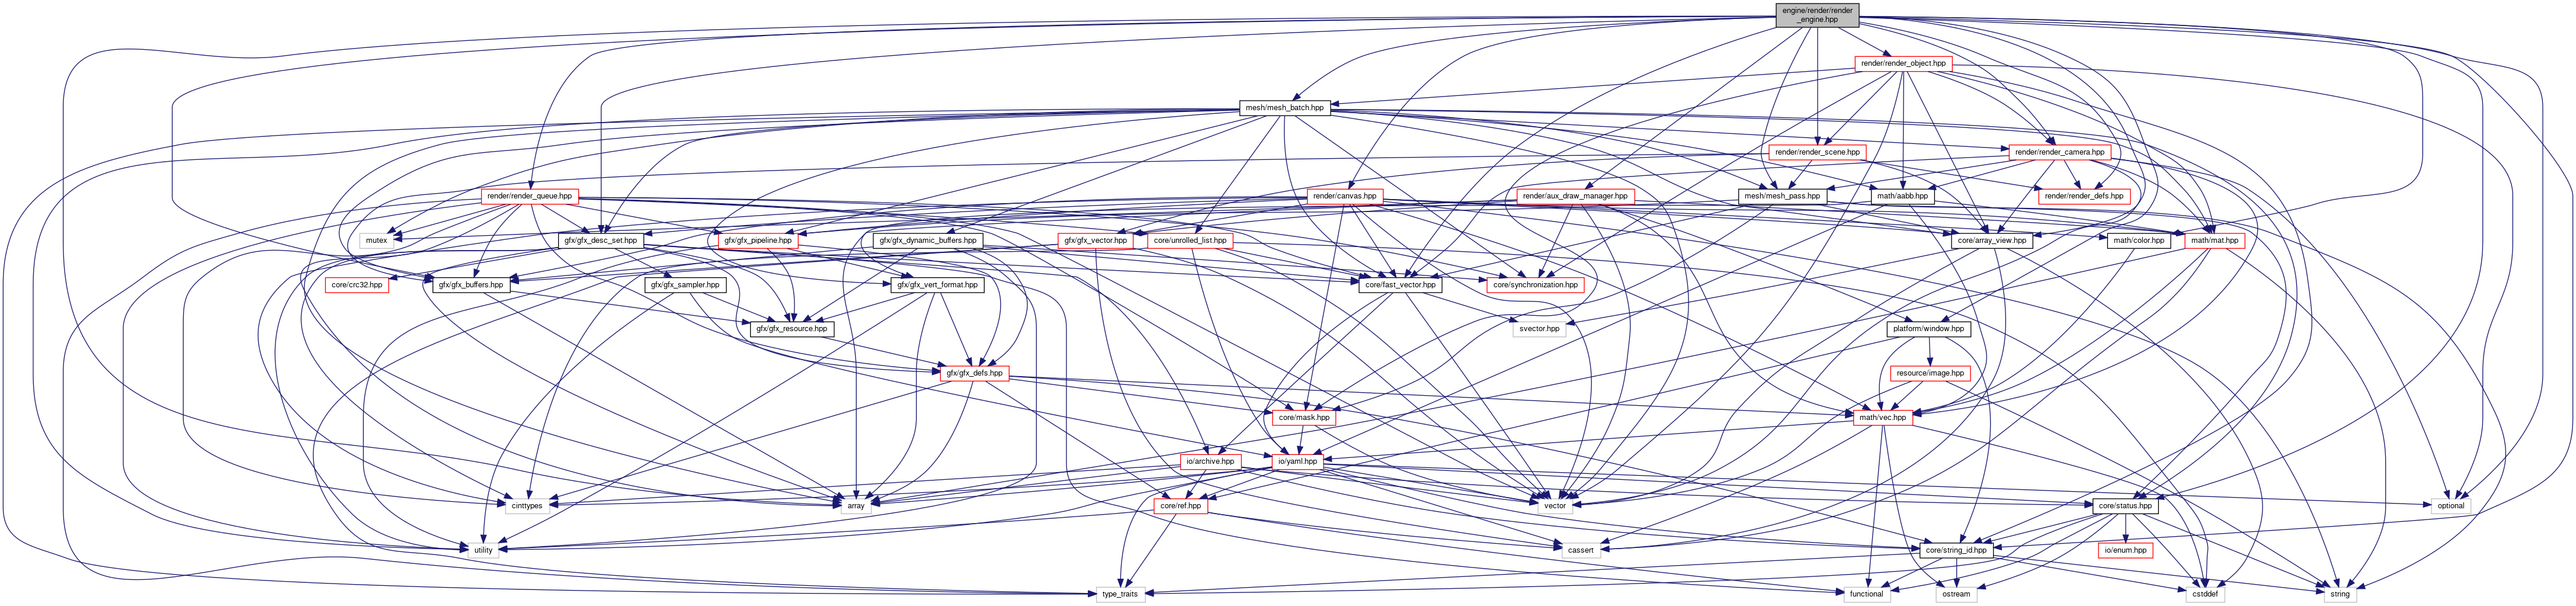 engine/render/render
_engine.hpp
render/render_object.hpp
mesh/mesh_batch.hpp
render/render_scene.hpp
render/render_camera.hpp
render/render_queue.hpp
render/canvas.hpp
render/aux_draw_manager.hpp
mesh/mesh_pass.hpp
math/aabb.hpp
render/render_defs.hpp
mutex
gfx/gfx_desc_set.hpp
gfx/gfx_pipeline.hpp
gfx/gfx_dynamic_buffers.hpp
gfx/gfx_vector.hpp
core/unrolled_list.hpp
core/array_view.hpp
math/color.hpp
math/mat.hpp
core/crc32.hpp
gfx/gfx_buffers.hpp
gfx/gfx_sampler.hpp
gfx/gfx_vert_format.hpp
core/fast_vector.hpp
core/synchronization.hpp
gfx/gfx_resource.hpp
svector.hpp
platform/window.hpp
gfx/gfx_defs.hpp
resource/image.hpp
core/mask.hpp
math/vec.hpp
io/archive.hpp
io/yaml.hpp
cinttypes
array
core/ref.hpp
vector
core/status.hpp
optional
utility
cassert
core/string_id.hpp
io/enum.hpp
type_traits
functional
ostream
cstddef
string